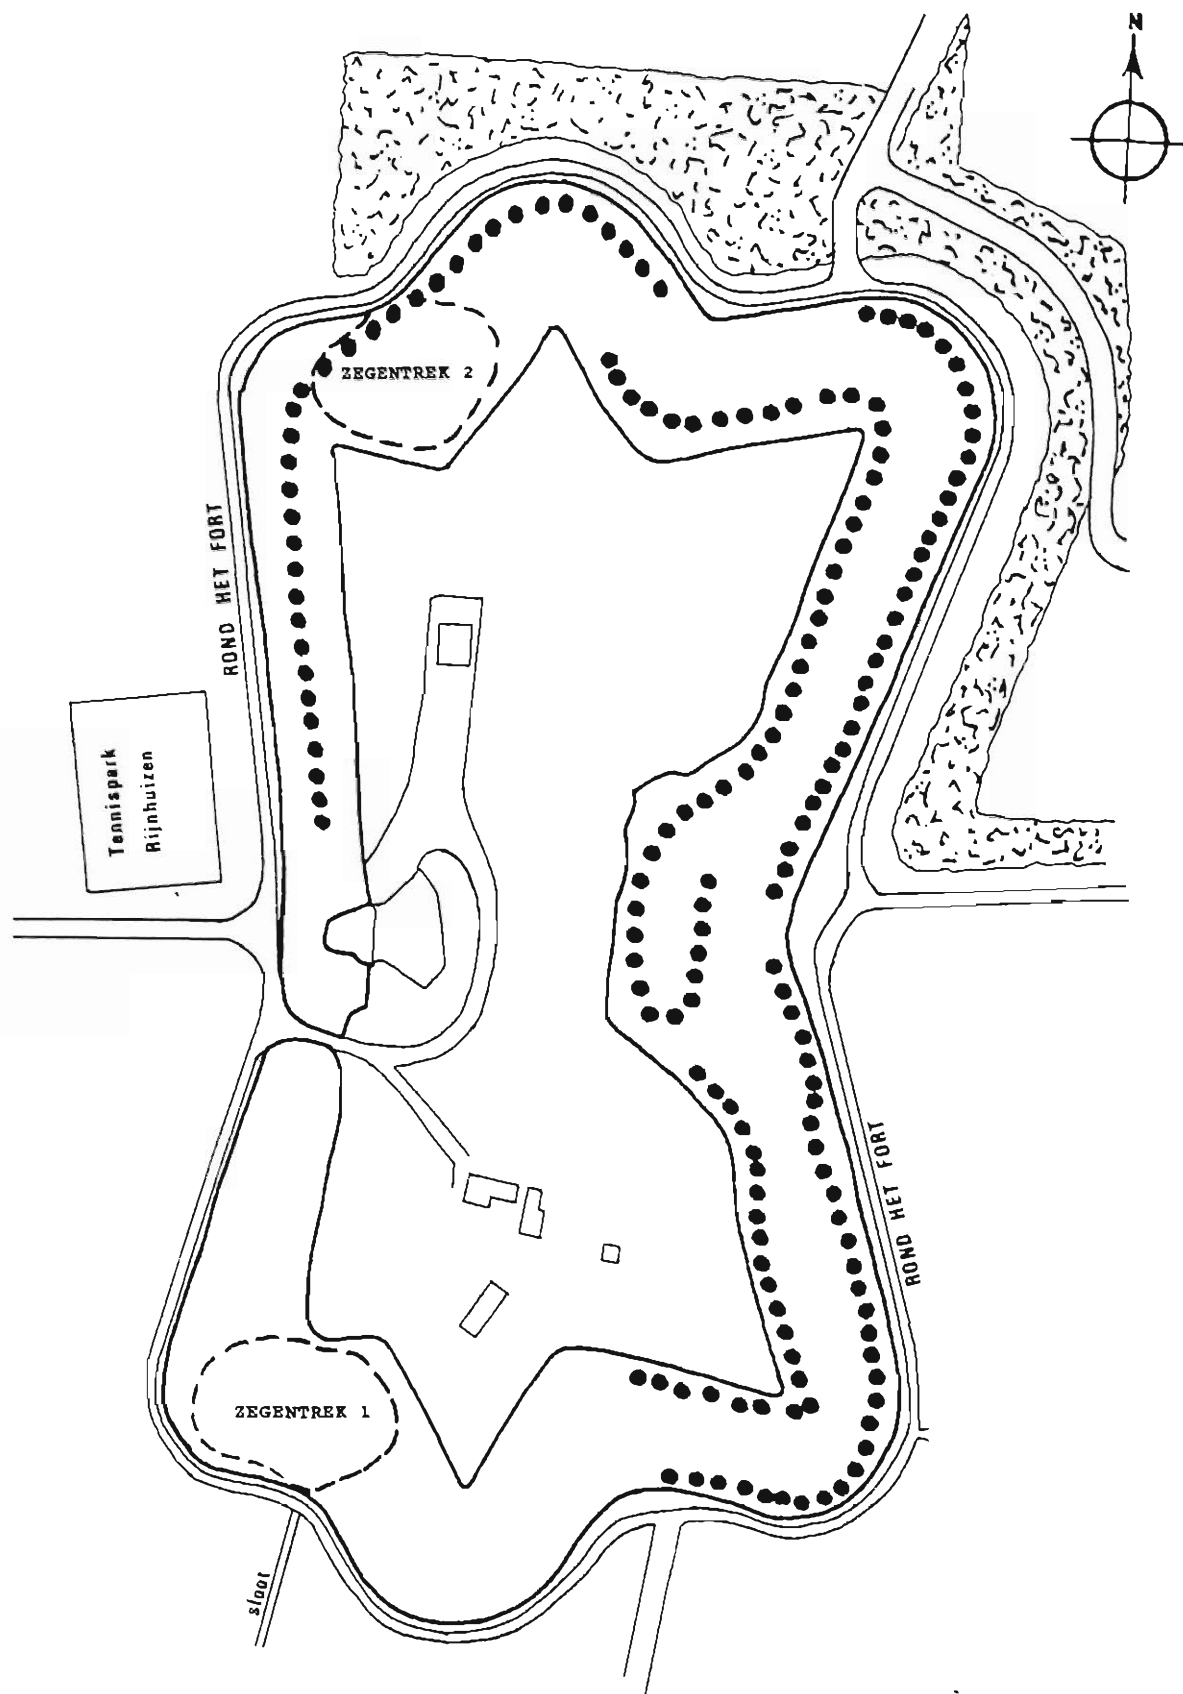 N
ZEGENTREK 2
ROND HET FORT
Tennispark
Rijnhuizen
ROND HET FORT
ZEGENTREK 1
sloot